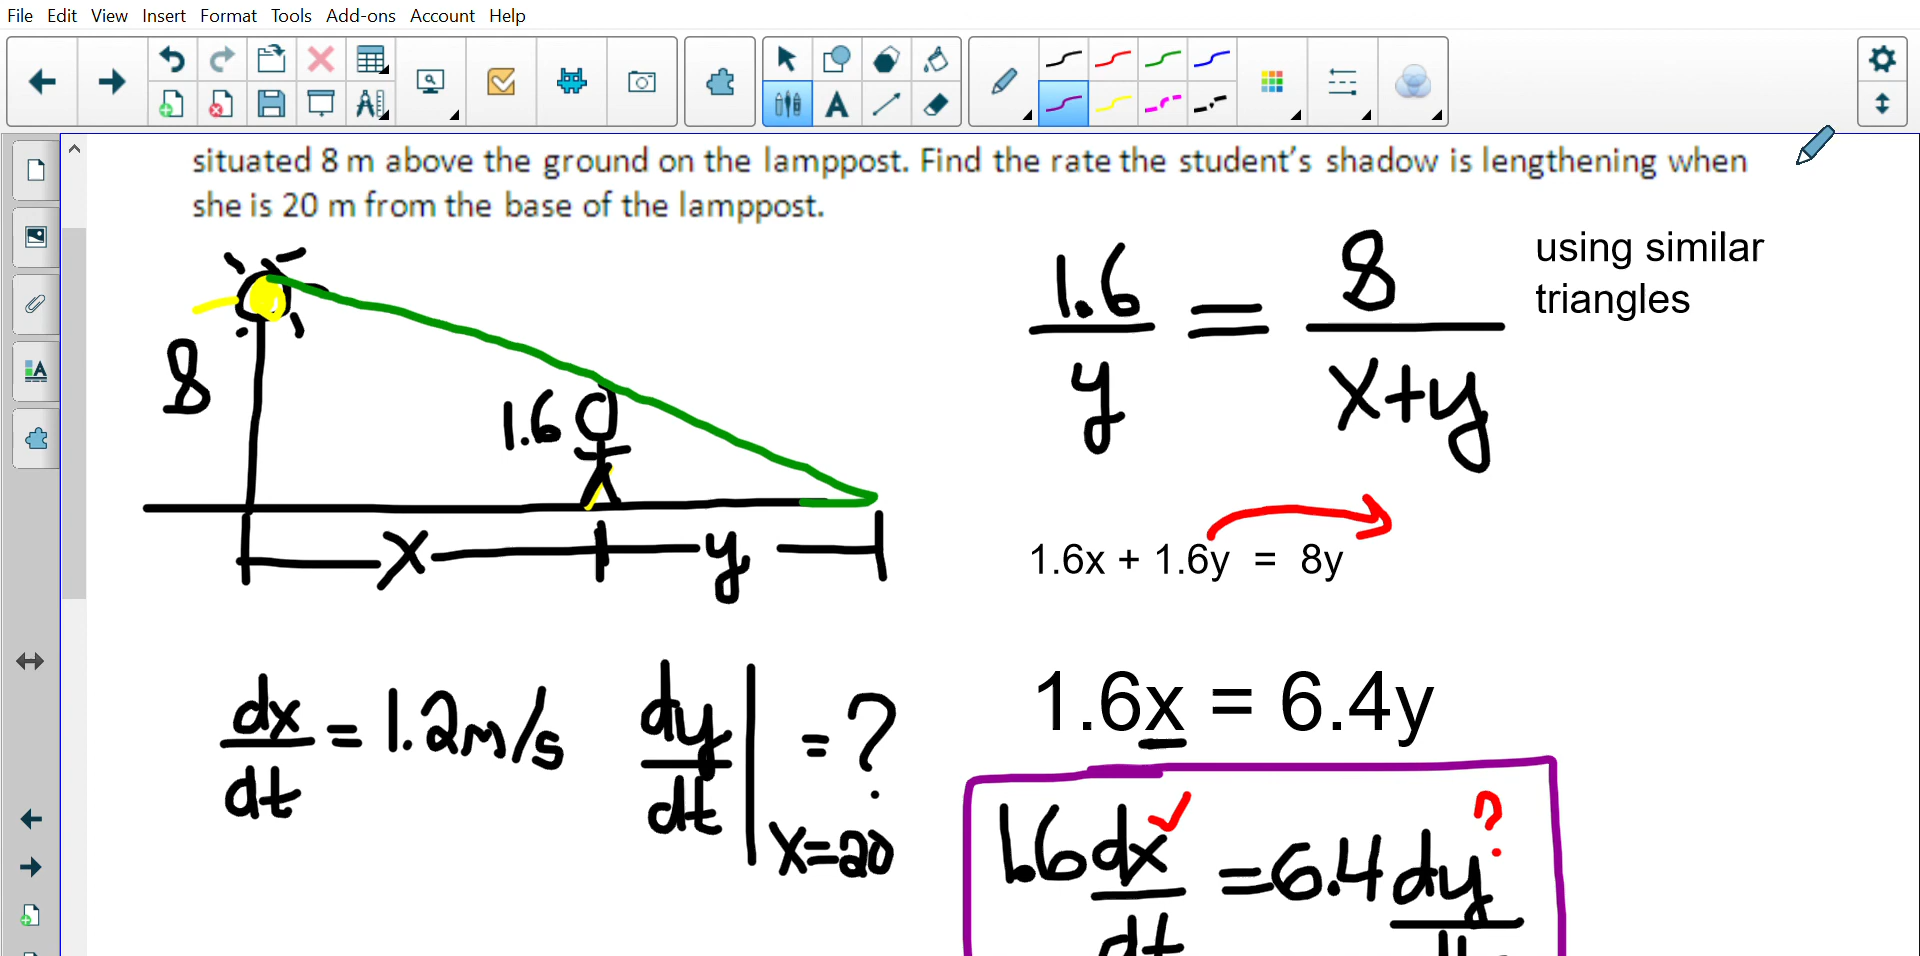 File Edit View Insert Format Tools Add-ons Account Help
situated 8 m above the ground on the lamppost. Find the rate the student's shadow is lengthening when
she is 20 m from the base of the lamppost.
8
1.6
x y
1.6/y = 8/x+y
using similar
triangles
1.6x + 1.6y = 8y
1.6x = 6.4y
dx/dt = 1.2m/s
dy/dt | x=20 = ?
1.6 dx/dt = 6.4 dy
?